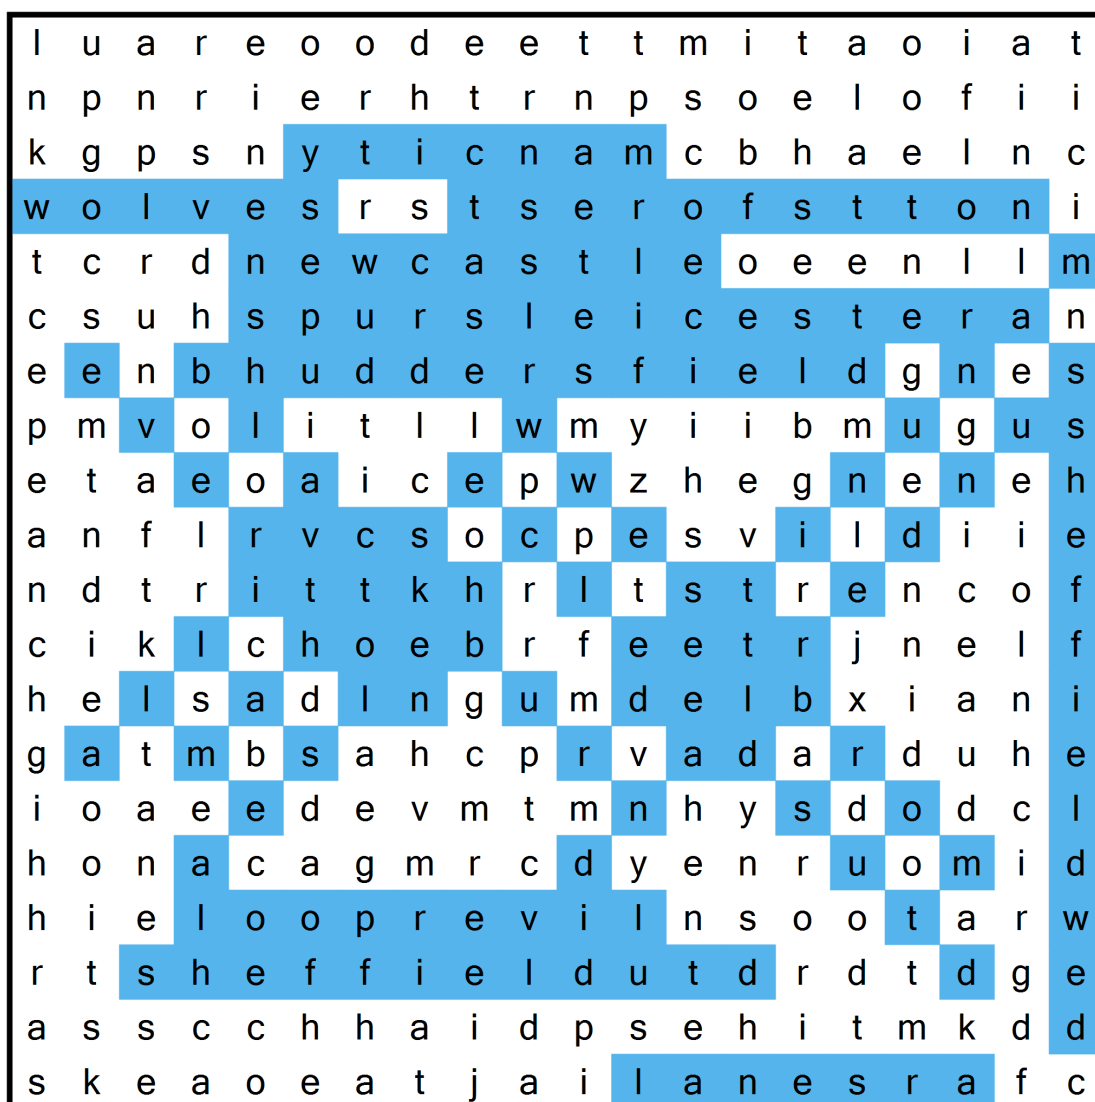 l u a r e o o d e e t t m i t a o i a t
n p n r i e r h t r n p s o e l o f i i
k g p s n y t i c n a m c b h a e l n c
w o l v e s r s t s e r o f s t t o n i
t c r d n e w c a s t l e o e e n l l m
c s u h s p u r s l e i c e s t e r a n
e e n b h u d d e r s f i e l d g n e s
p m v o l i t l l w m y i i b m u g u s
e t a e o a i c e p w z h e g n e n e h
a n f l r v c s o c p e s v i l d i i e
n d t r i t t k h r l t s t r e n c o f
c i k l c h o e b r f e e t r j n e l f
h e l s a d l n g u m d e l b x i a n i
g a t m b s a h c p r v a d a r d u h e
i o a e e d e v m t m n h y s d o d c l
h o n a c a g m r c d y e n r u o m i d
h i e l o o p r e v i l n s o o t a r w
r t s h e f f i e l d u t d r d t d g e
a s s c c h h a i d p s e h i t m k d d
s k e a o e a t j a i l a n e s r a f c